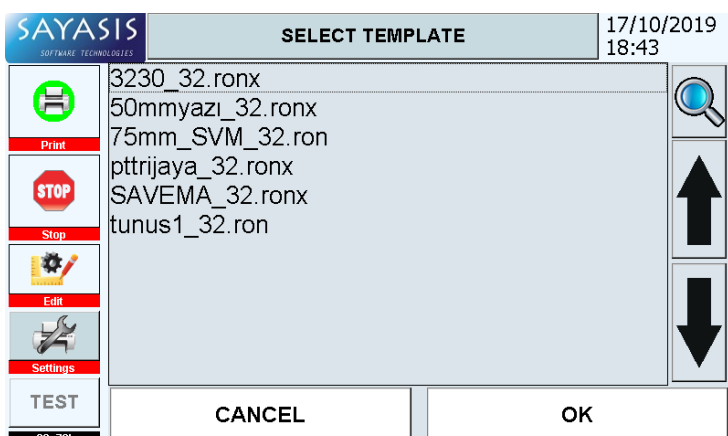 SAYASIS
SOFTWARE TECHNOLOGIES
SELECT TEMPLATE
17/10/2019
18:43
Print
Stop
Edit
Settings
TEST
3230_32.ronx
50mmyazı_32.ronx
75mm_SVM_32.ron
pttrijaya_32.ronx
SAVEMA_32.ronx
tunus1_32.ron
STOP
CANCEL
OK